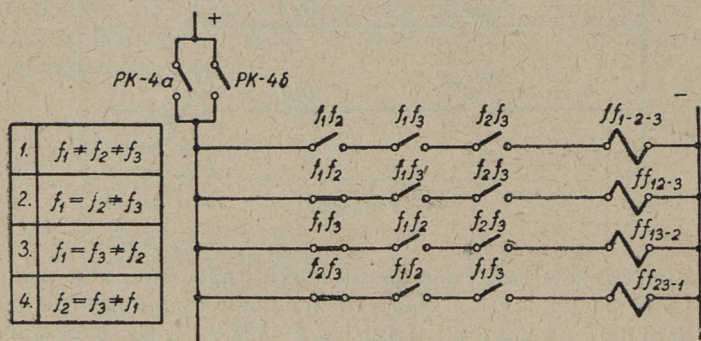 +
РК-4а РК-4б
−
f₁f₂ f₁f₃ f₂f₃ ff₁₋₂₋₃
1. f₁ ≠ f₂ ≠ f₃
f₁f₂ f₁f₃ f₂f₃ ff₁₂₋₃
2. f₁ = f₂ ≠ f₃
f₁f₃ f₁f₂ f₂f₃ ff₁₃₋₂
3. f₁ = f₃ ≠ f₂
f₂f₃ f₁f₂ f₁f₃ ff₂₃₋₁
4. f₂ = f₃ ≠ f₁